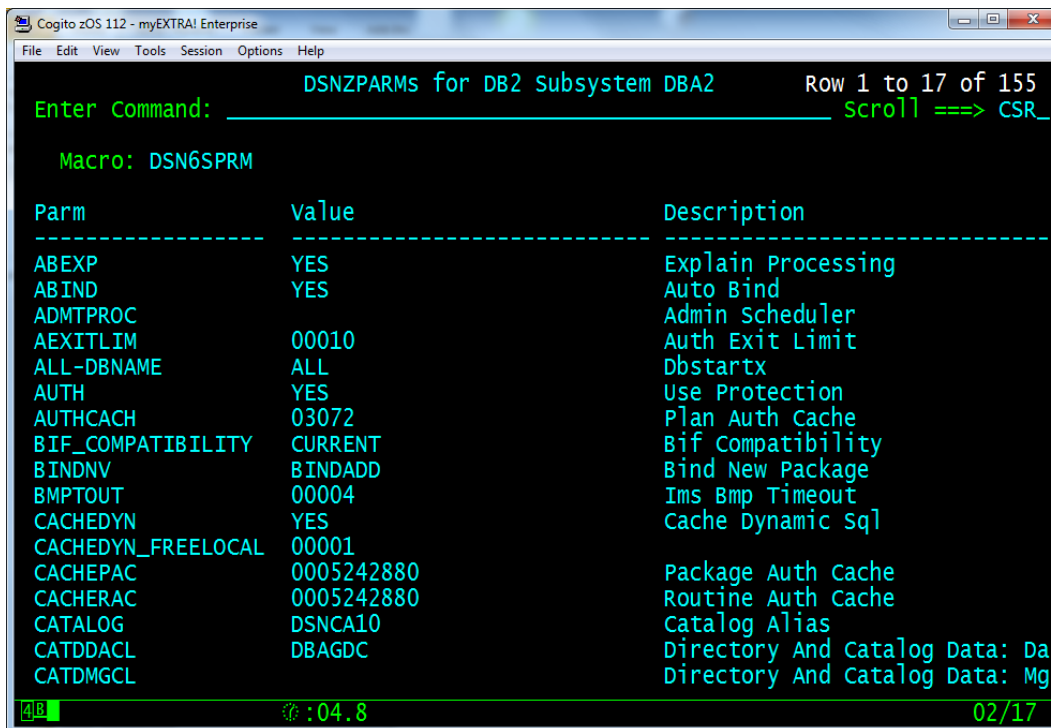 Cogito zOS 112 - myEXTRA! Enterprise
File Edit View Tools Session Options Help
DSNZPARMs for DB2 Subsystem DBA2 Row 1 to 17 of 155
Enter Command: Scroll ===> CSR_
Macro: DSN6SPRM
Parm Value Description
------------------ ---------------------------- ------------------------------
ABEXP YES Explain Processing
ABIND YES Auto Bind
ADMTPROC Admin Scheduler
AEXITLIM 00010 Auth Exit Limit
ALL-DBNAME ALL Dbstartx
AUTH YES Use Protection
AUTHCACH 03072 Plan Auth Cache
BIF_COMPATIBILITY CURRENT Bif Compatibility
BINDNV BINDADD Bind New Package
BMPTOUT 00004 Ims Bmp Timeout
CACHEDYN YES Cache Dynamic Sql
CACHEDYN_FREELOCAL 00001
CACHEPAC 0005242880 Package Auth Cache
CACHERAC 0005242880 Routine Auth Cache
CATALOG DSNCA10 Catalog Alias
CATDDACL DBAGDC Directory And Catalog Data: Da
CATDMGCL Directory And Catalog Data: Mg
4B :04.8 02/17